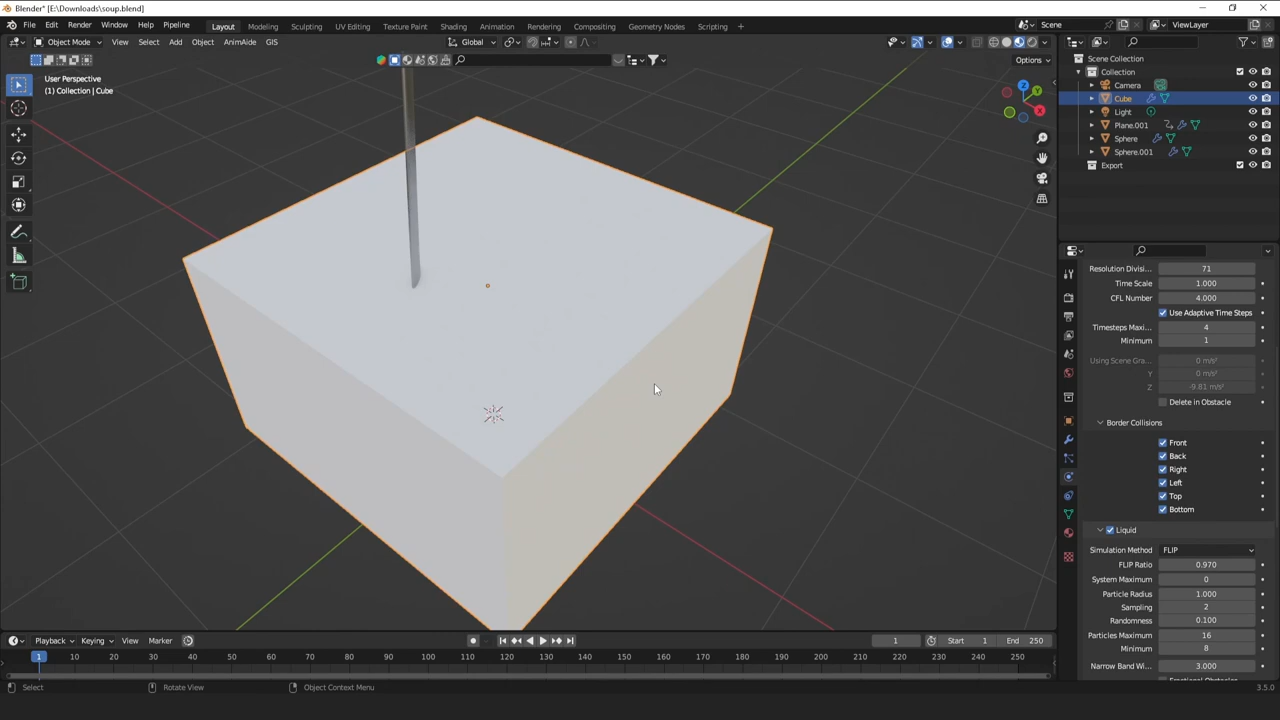 Blender* [E:\Downloads\soup.blend]
File Edit Render Window Help Pipeline Layout Modeling Sculpting UV Editing Texture Paint Shading Animation Rendering Compositing Geometry Nodes Scripting + Scene ViewLayer
Object Mode View Select Add Object AnimAide GIS Global
Options
User Perspective
(1) Collection | Cube
Z
Y
X
Scene Collection
Collection
Camera
Cube
Light
Plane.001
Sphere
Sphere.001
Export
Resolution Divisi... 71
Time Scale 1.000
CFL Number 4.000
Use Adaptive Time Steps
Timesteps Maxi... 4
Minimum 1
Using Scene Gra... 0 m/s²
Y 0 m/s²
Z -9.81 m/s²
Delete in Obstacle
Border Collisions
Front
Back
Right
Left
Top
Bottom
Liquid
Simulation Method FLIP
FLIP Ratio 0.970
System Maximum 0
Particle Radius 1.000
Sampling 2
Randomness 0.100
Particles Maximum 16
Minimum 8
Narrow Band Wi... 3.000
Playback Keying View Marker 1 Start 1 End 250
1 10 20 30 40 50 60 70 80 90 100 110 120 130 140 150 160 170 180 190 200 210 220 230 240 250
Select Rotate View Object Context Menu 3.5.0